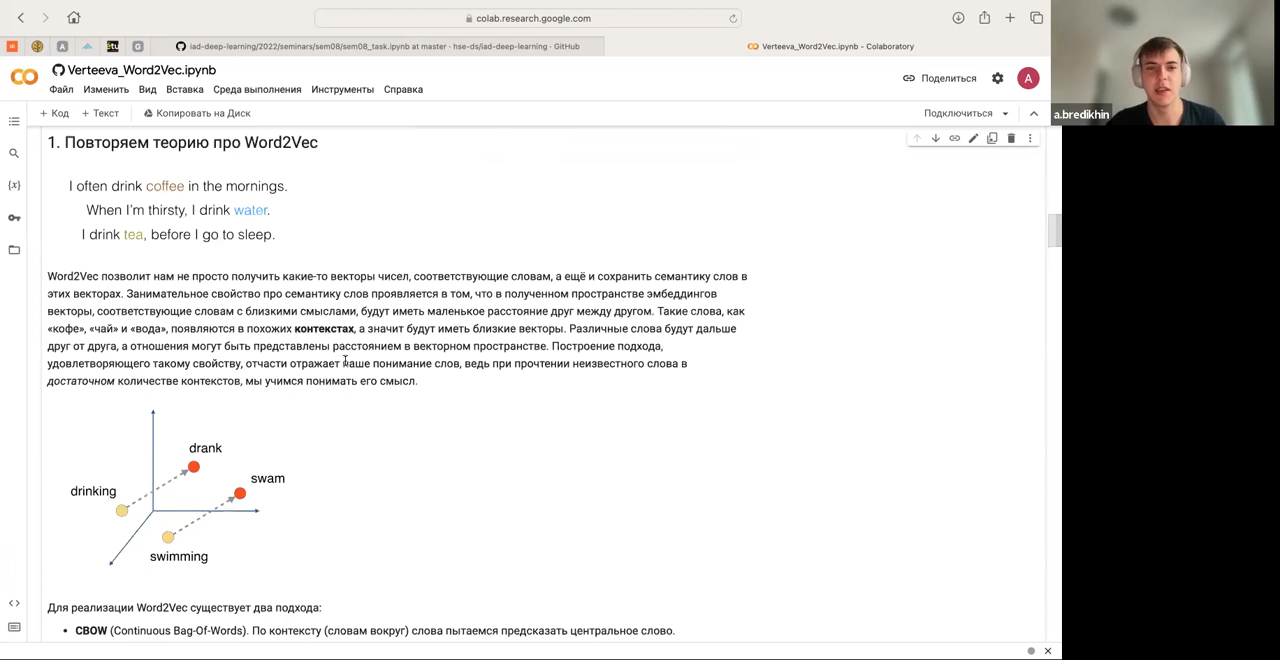 colab.research.google.com
iad-deep-learning/2022/seminars/sem08/sem08_task.ipynb at master · hse-ds/iad-deep-learning · GitHub
Verteeva_Word2Vec.ipynb - Colaboratory
Verteeva_Word2Vec.ipynb
Файл Изменить Вид Вставка Среда выполнения Инструменты Справка
Поделиться
A
a.bredikhin
+ Код + Текст Копировать на Диск
Подключиться
1. Повторяем теорию про Word2Vec
I often drink coffee in the mornings.
When I'm thirsty, I drink water.
I drink tea, before I go to sleep.
Word2Vec позволит нам не просто получить какие-то векторы чисел, соответствующие словам, а ещё и сохранить семантику слов в
этих векторах. Занимательное свойство про семантику слов проявляется в том, что в полученном пространстве эмбеддингов
векторы, соответствующие словам с близкими смыслами, будут иметь маленькое расстояние друг между другом. Такие слова, как
«кофе», «чай» и «вода», появляются в похожих контекстах, а значит будут иметь близкие векторы. Различные слова будут дальше
друг от друга, а отношения могут быть представлены расстоянием в векторном пространстве. Построение подхода,
удовлетворяющего такому свойству, отчасти отражает наше понимание слов, ведь при прочтении неизвестного слова в
достаточном количестве контекстов, мы учимся понимать его смысл.
drank
swam
drinking
swimming
Для реализации Word2Vec существует два подхода:
• CBOW (Continuous Bag-Of-Words). По контексту (словам вокруг) слова пытаемся предсказать центральное слово.